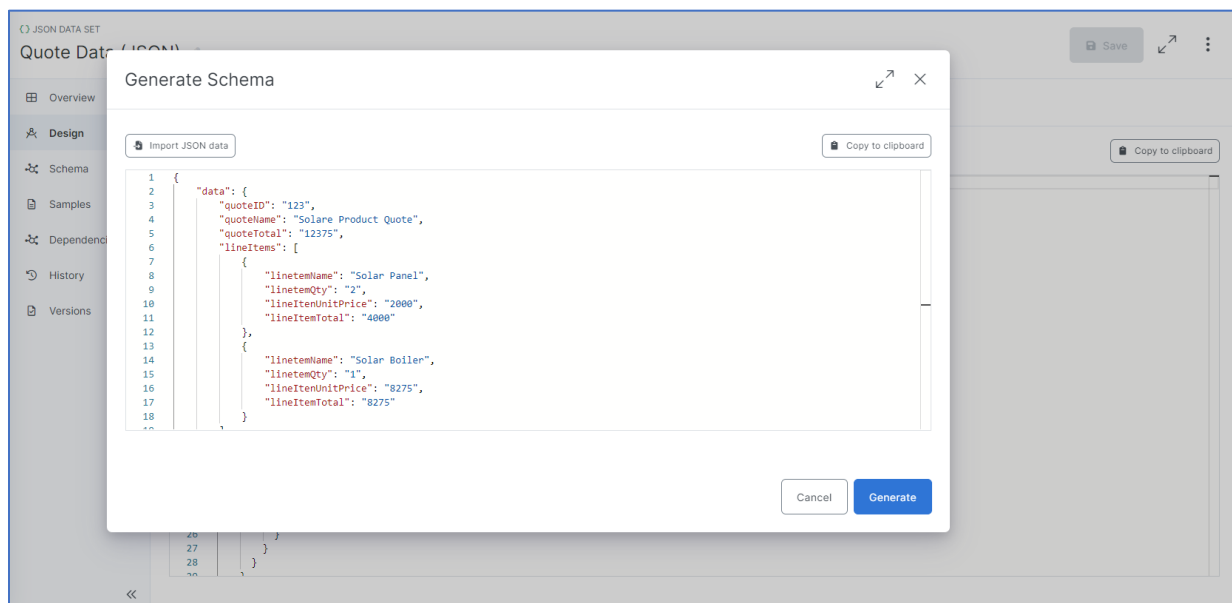 JSON DATA SET
Quote Data (JSON)
Save
Overview
Design
Schema
Samples
Dependenci
History
Versions
Copy to clipboard
Generate Schema
Import JSON data
Copy to clipboard
1 {
2 "data": {
3 "quoteID": "123",
4 "quoteName": "Solare Product Quote",
5 "quoteTotal": "12375",
6 "lineItems": [
7 {
8 "linetemName": "Solar Panel",
9 "linetemQty": "2",
10 "lineItenUnitPrice": "2000",
11 "lineItemTotal": "4000"
12 },
13 {
14 "linetemName": "Solar Boiler",
15 "linetemQty": "1",
16 "lineItenUnitPrice": "8275",
17 "lineItemTotal": "8275"
18 }
Cancel
Generate
26 }
27 }
28 }